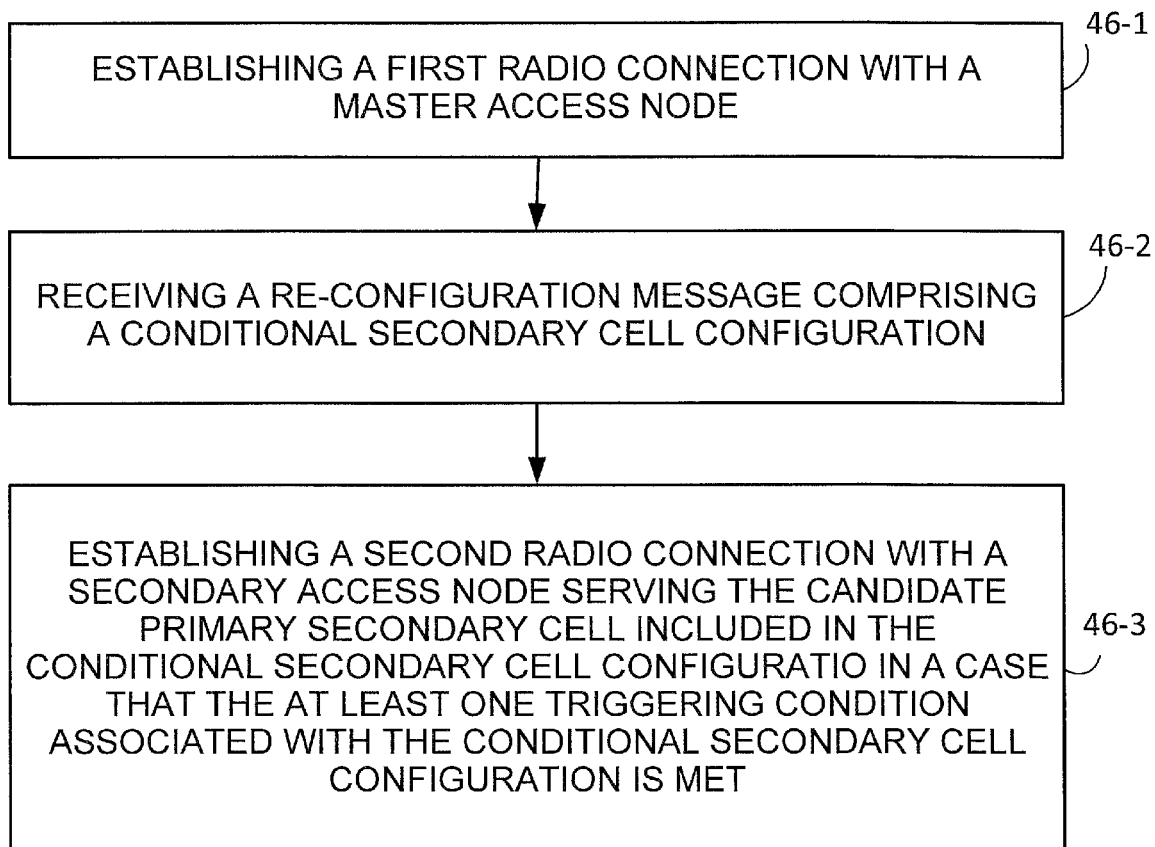 46-1
ESTABLISHING A FIRST RADIO CONNECTION WITH A
MASTER ACCESS NODE
46-2
RECEIVING A RE-CONFIGURATION MESSAGE COMPRISING
A CONDITIONAL SECONDARY CELL CONFIGURATION
46-3
ESTABLISHING A SECOND RADIO CONNECTION WITH A
SECONDARY ACCESS NODE SERVING THE CANDIDATE
PRIMARY SECONDARY CELL INCLUDED IN THE
CONDITIONAL SECONDARY CELL CONFIGURATIO IN A CASE
THAT THE AT LEAST ONE TRIGGERING CONDITION
ASSOCIATED WITH THE CONDITIONAL SECONDARY CELL
CONFIGURATION IS MET